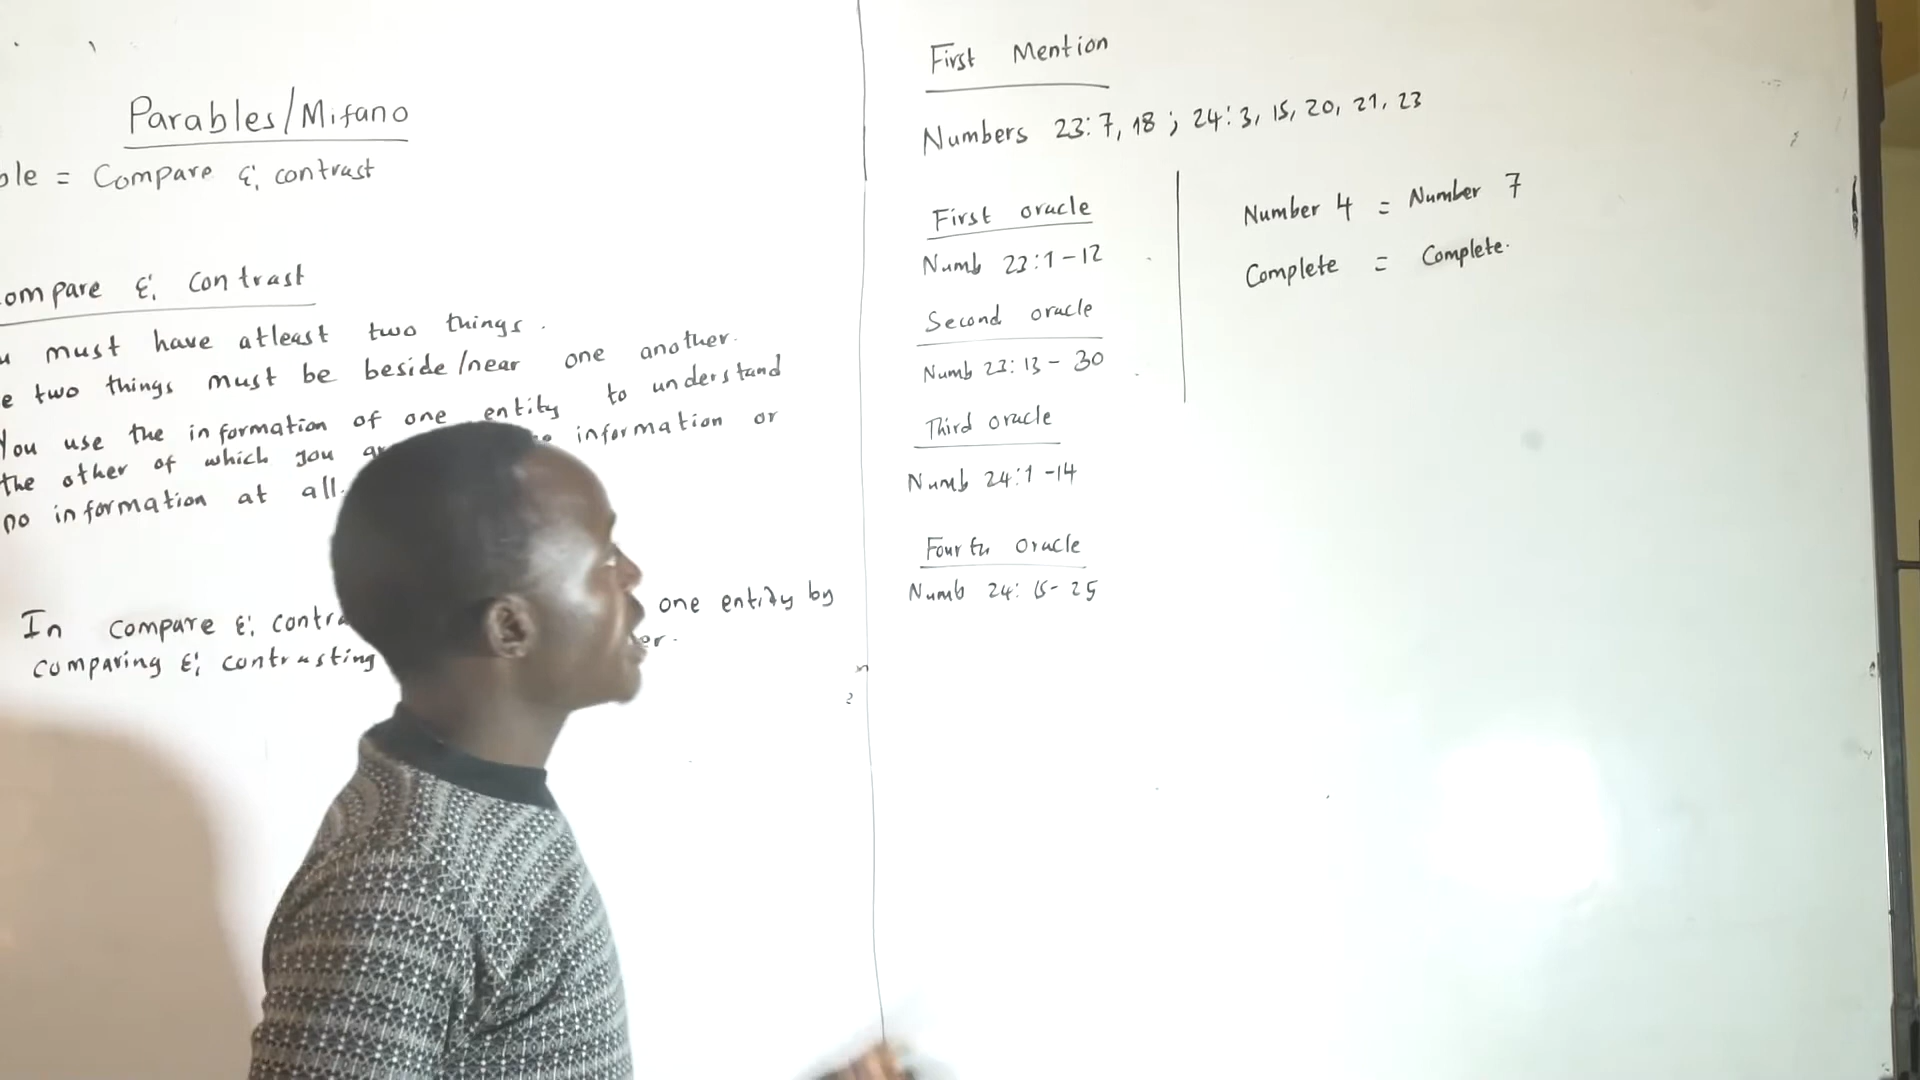 Parables/Mifano
= Compare & contrast
Compare & contrast
must have atleast two things.
two things must be beside/near one another.
You use the information of one entity to understand
the other of which you information or
no information at all.
In compare & one entity by
comparing & contrasting
First Mention
Numbers 23:7, 18; 24:3, 15, 20, 21, 23
First oracle
Numb 23:1-12
Second oracle
Numb 23:13-30
Third oracle
Numb 24:1-14
Fourth Oracle
Numb 24:15-25
Number 4 = Number 7
Complete = Complete.